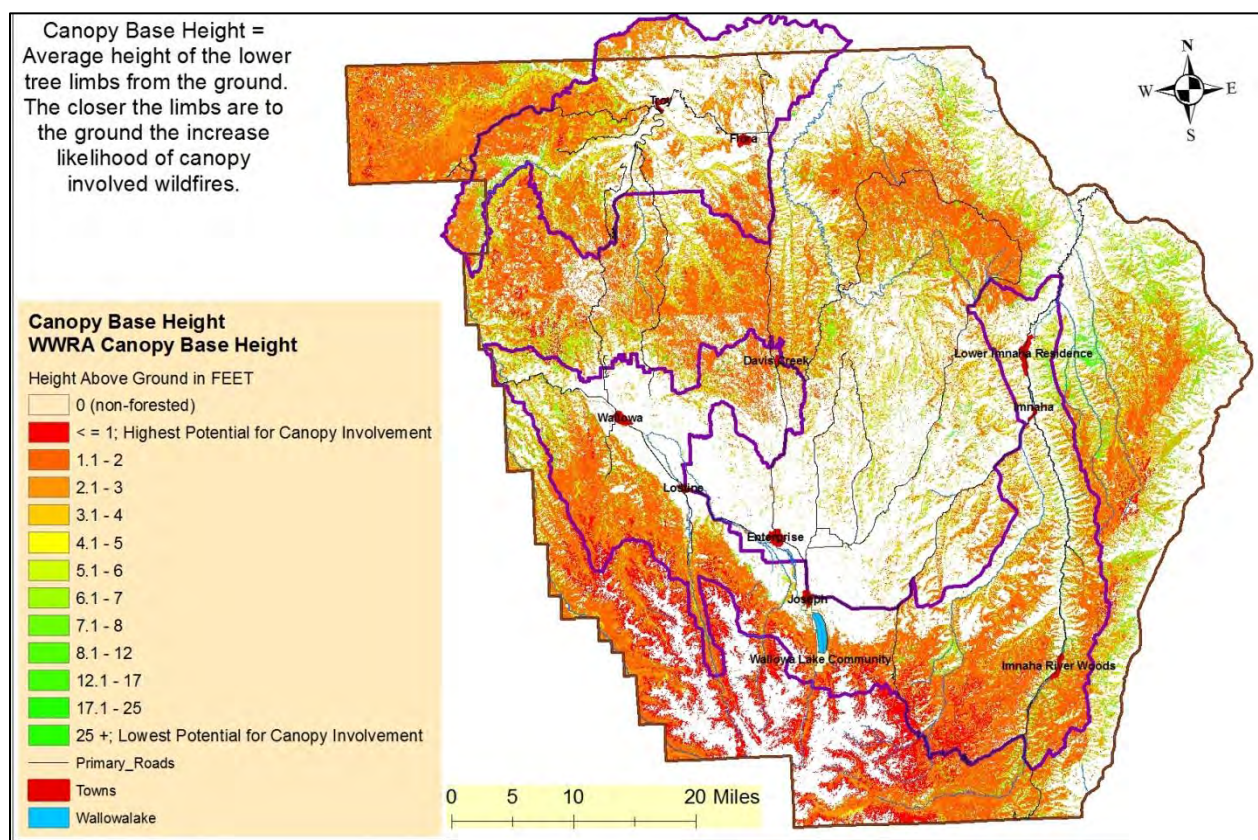 Canopy Base Height =
Average height of the lower
tree limbs from the ground.
The closer the limbs are to
the ground the increase
likelihood of canopy
involved wildfires.
N
W
E
S
Troy
Flora
Lower Imnaha Residence
Davis Creek
Imnaha
Wallowa
Lostine
Enterprise
Joseph
Wallowa Lake Community
Imnaha River Woods
Canopy Base Height
WWRA Canopy Base Height
Height Above Ground in FEET
0 (non-forested)
< = 1; Highest Potential for Canopy Involvement
1.1 - 2
2.1 - 3
3.1 - 4
4.1 - 5
5.1 - 6
6.1 - 7
7.1 - 8
8.1 - 12
12.1 - 17
17.1 - 25
25 +; Lowest Potential for Canopy Involvement
Primary_Roads
Towns
Wallowalake
0 5 10 20 Miles